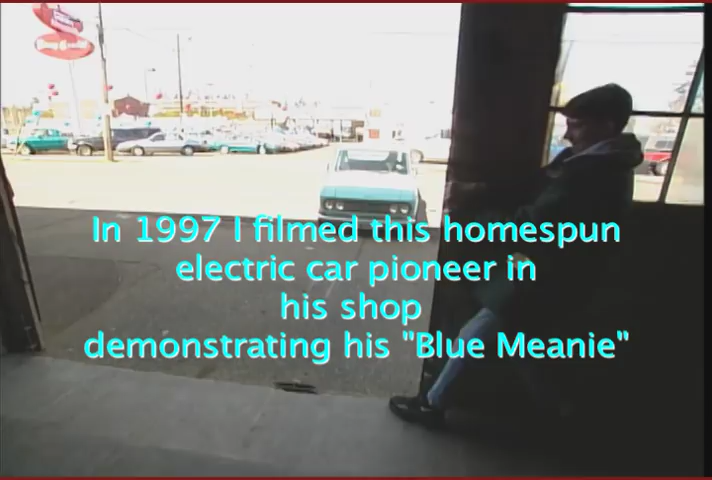 In 1997 I filmed this homespun
electric car pioneer in
his shop
demonstrating his "Blue Meanie"